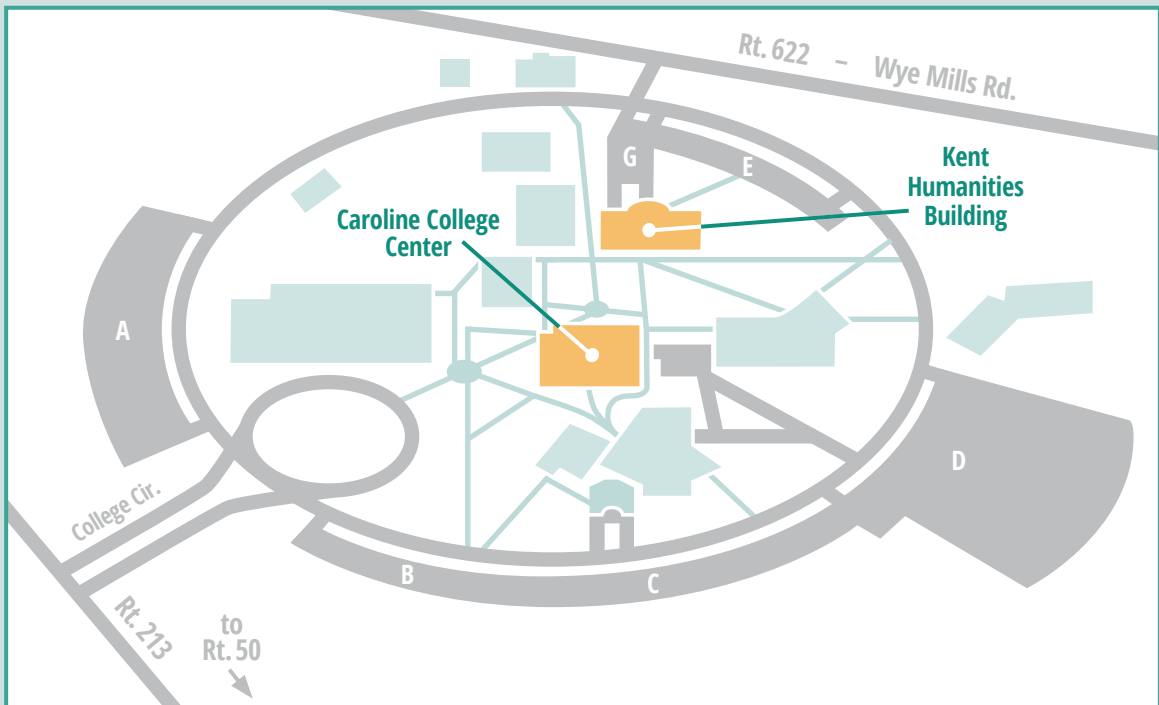 Rt. 622 – Wye Mills Rd.
Kent
Humanities
Building
G
E
Caroline College
Center
A
D
College Cir.
B
C
Rt. 213
to
Rt. 50